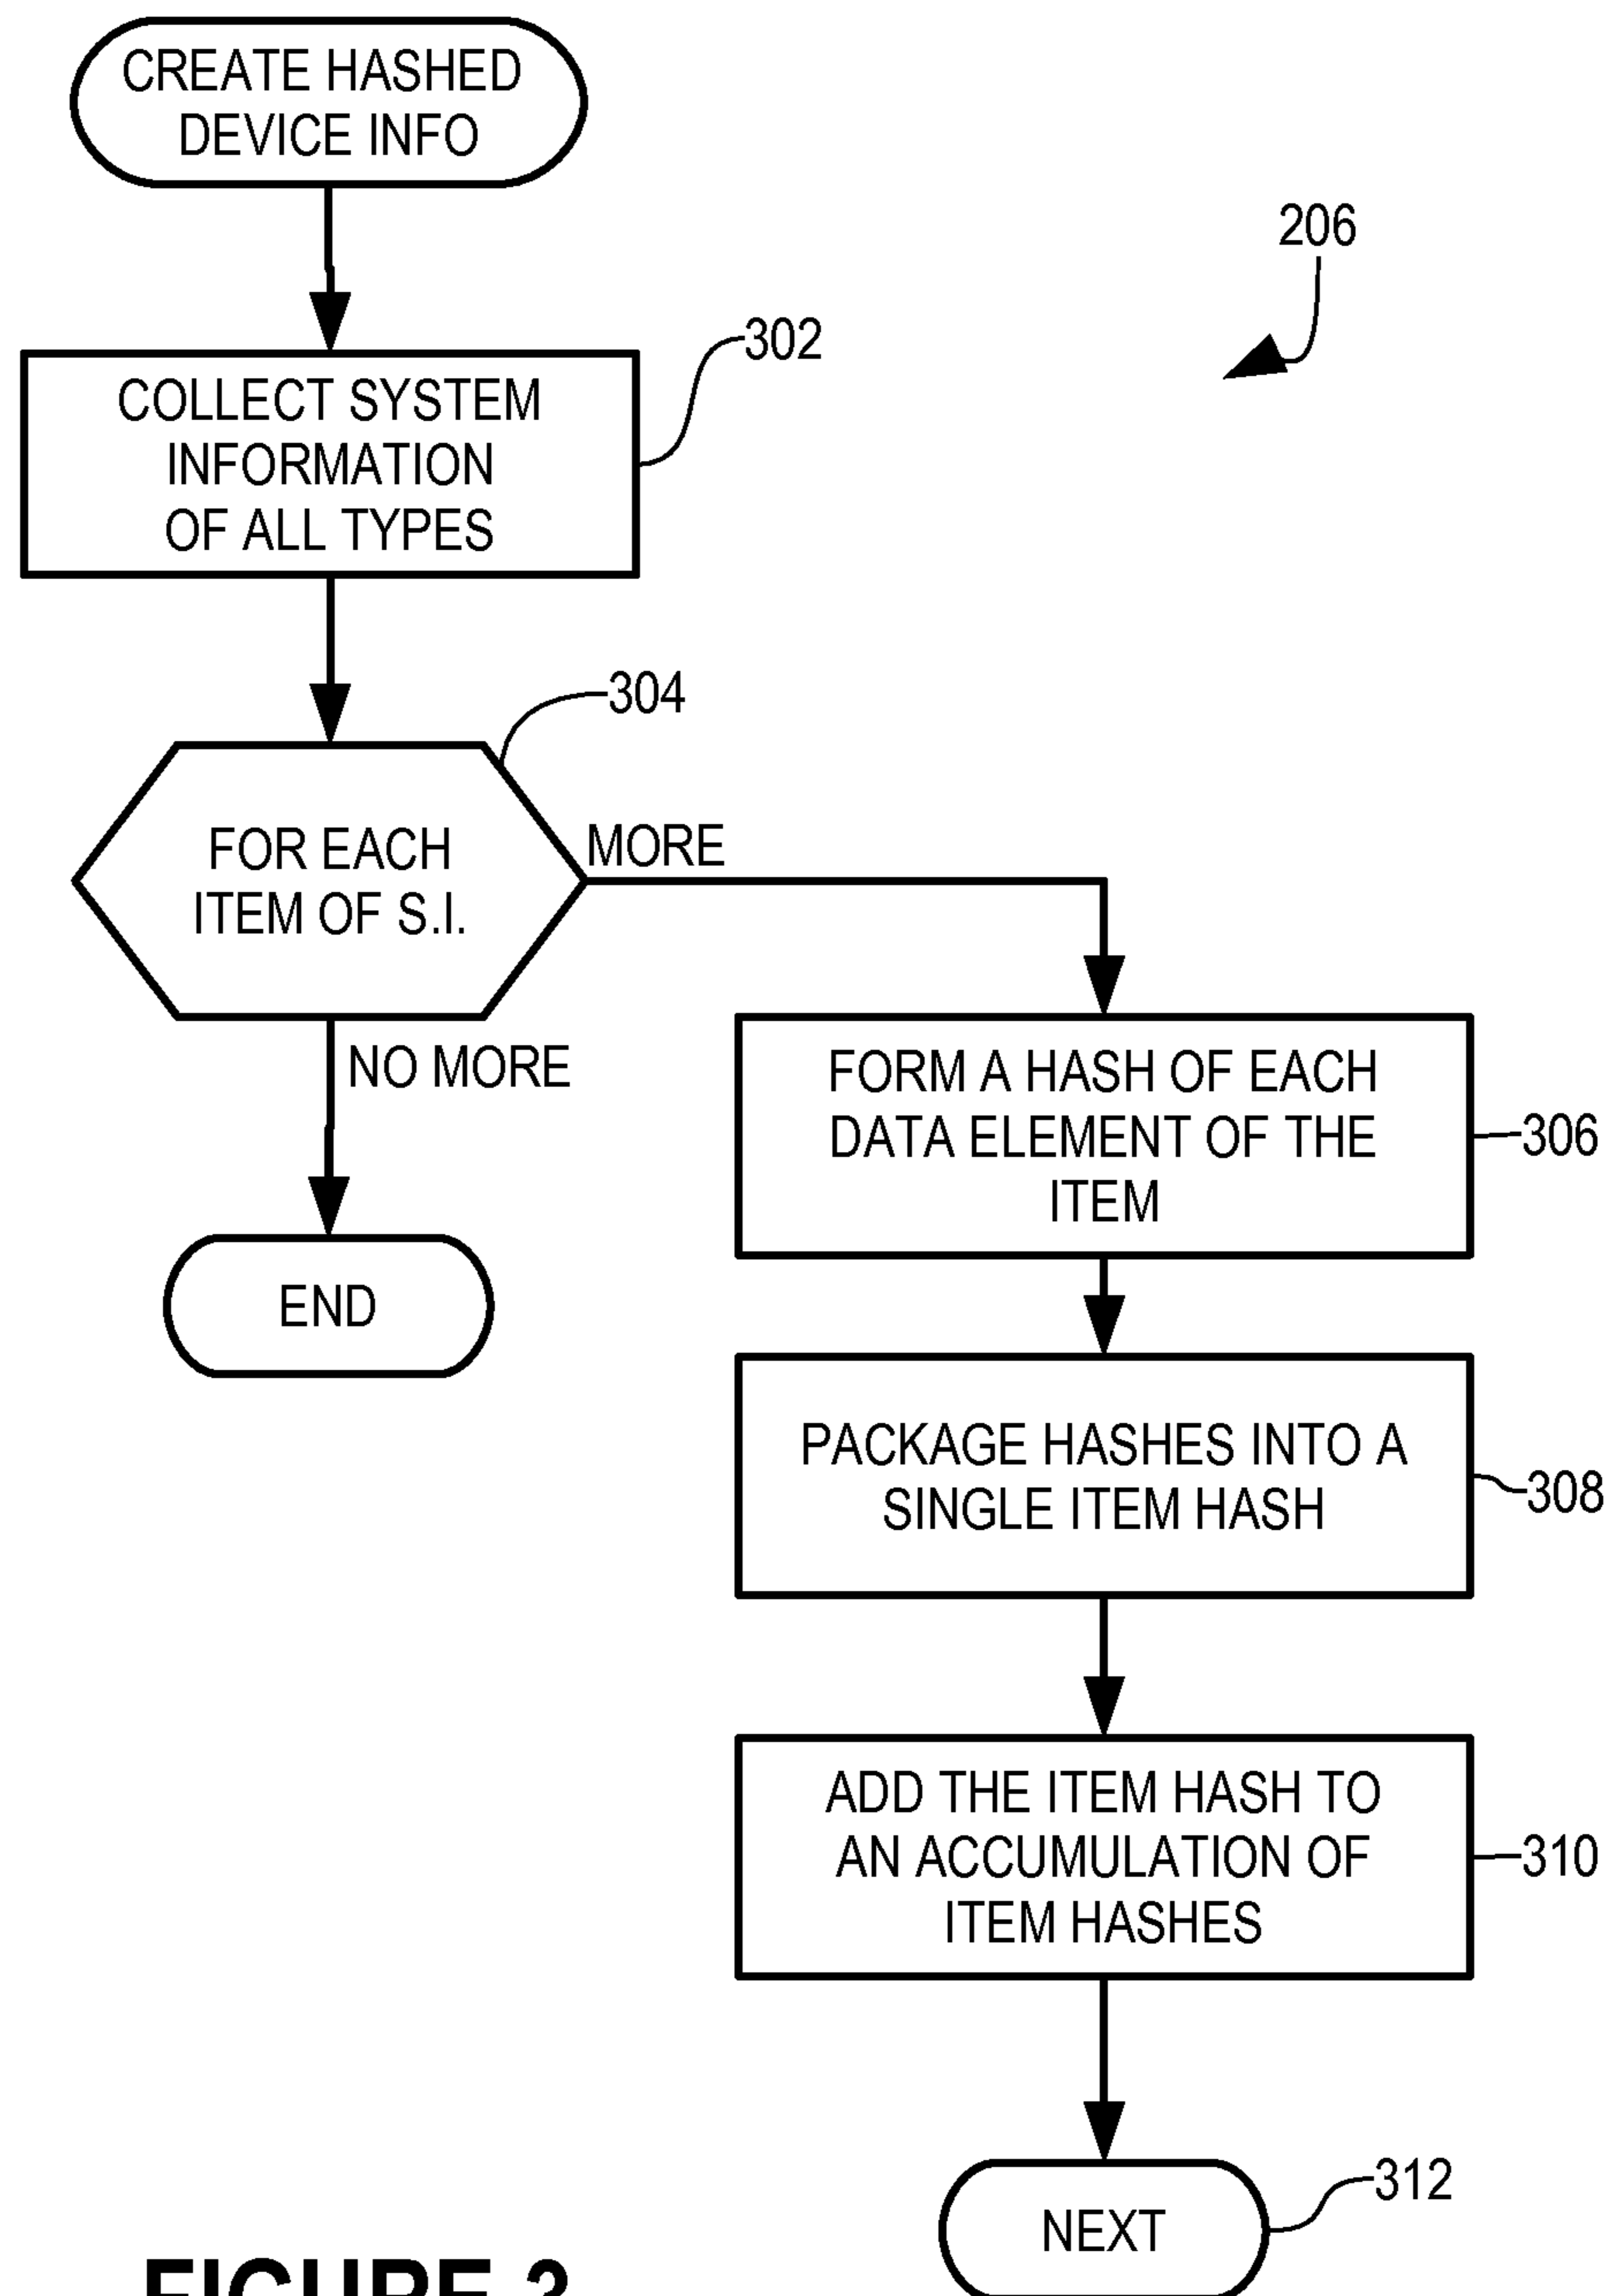 CREATE HASHED
DEVICE INFO
206
302
COLLECT SYSTEM
INFORMATION
OF ALL TYPES
304
FOR EACH
ITEM OF S.I.
MORE
NO MORE
FORM A HASH OF EACH
DATA ELEMENT OF THE
ITEM
306
END
PACKAGE HASHES INTO A
SINGLE ITEM HASH
308
ADD THE ITEM HASH TO
AN ACCUMULATION OF
ITEM HASHES
310
312
NEXT
FIGURE 3